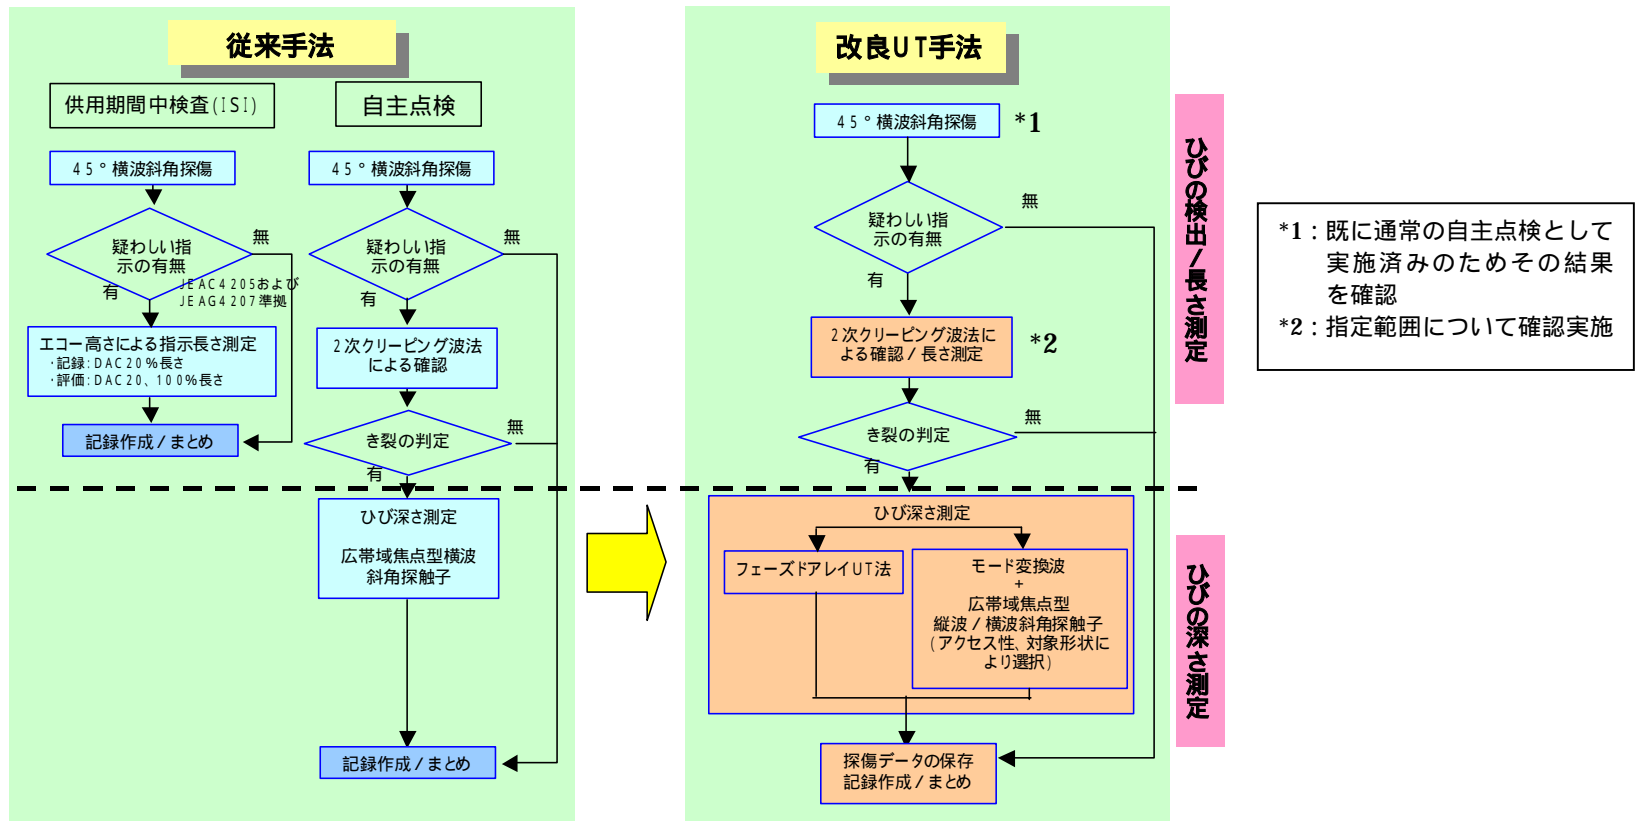 従来手法
供用期間中検査(ISI)
自主点検
45°横波斜角探傷
疑わしい指
示の有無
無
有
JEAC4205および
JEAG4207準拠
エコー高さによる指示長さ測定
・記録:DAC20%長さ
・評価:DAC20、100%長さ
記録作成/まとめ
45°横波斜角探傷
疑わしい指
示の有無
無
有
2次クリーピング波法
による確認
き裂の判定
無
有
ひび深さ測定
広帯域焦点型横波
斜角探触子
記録作成/まとめ
改良UT手法
45°横波斜角探傷
*1
疑わしい指
示の有無
無
有
2次クリーピング波法に
よる確認/長さ測定
*2
き裂の判定
無
有
ひび深さ測定
フェーズドアレイUT法
モード変換波
+
広帯域焦点型
縦波/横波斜角探触子
(アクセス性、対象形状に
より選択)
探傷データの保存
記録作成/まとめ
ひびの検出/長さ測定
ひびの深さ測定
*1:既に通常の自主点検として
実施済みのためその結果
を確認
*2:指定範囲について確認実施